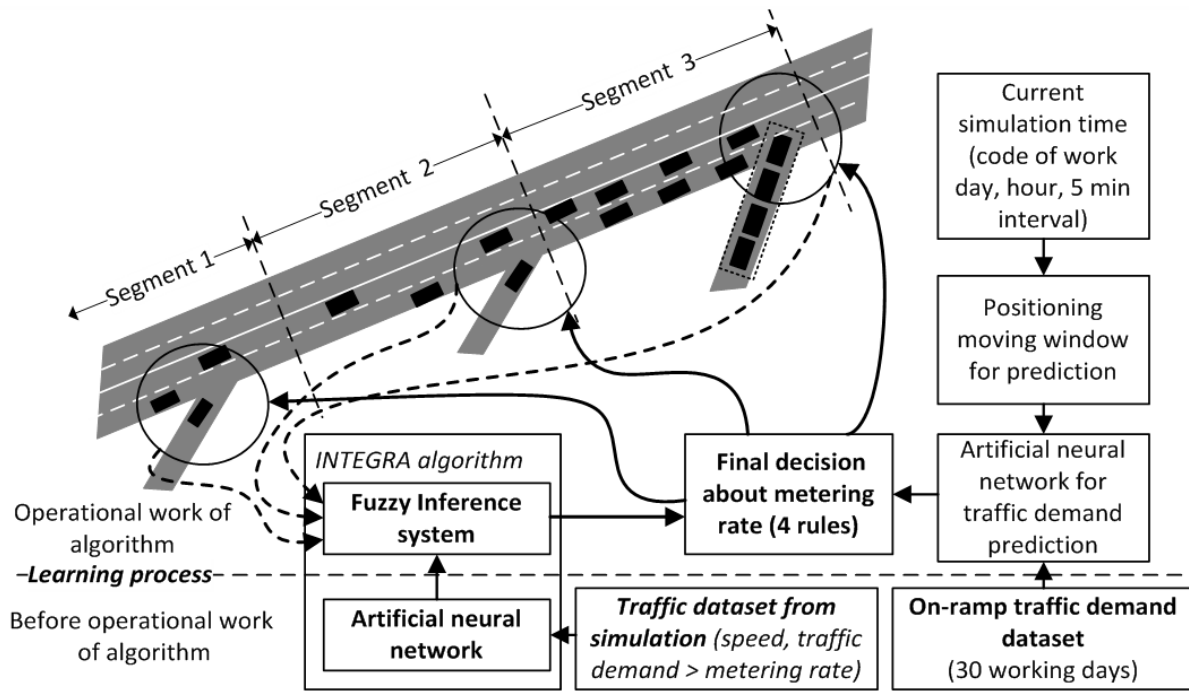 Segment 1
Segment 2
Segment 3
Current
simulation time
(code of work
day, hour, 5 min
interval)
Positioning
moving window
for prediction
Artificial neural
network for
traffic demand
prediction
Final decision
about metering
rate (4 rules)
INTEGRA algorithm
Fuzzy Inference
system
Artificial neural
network
Operational work of
algorithm
Learning process
Before operational work
of algorithm
Traffic dataset from
simulation (speed, traffic
demand > metering rate)
On-ramp traffic demand
dataset
(30 working days)